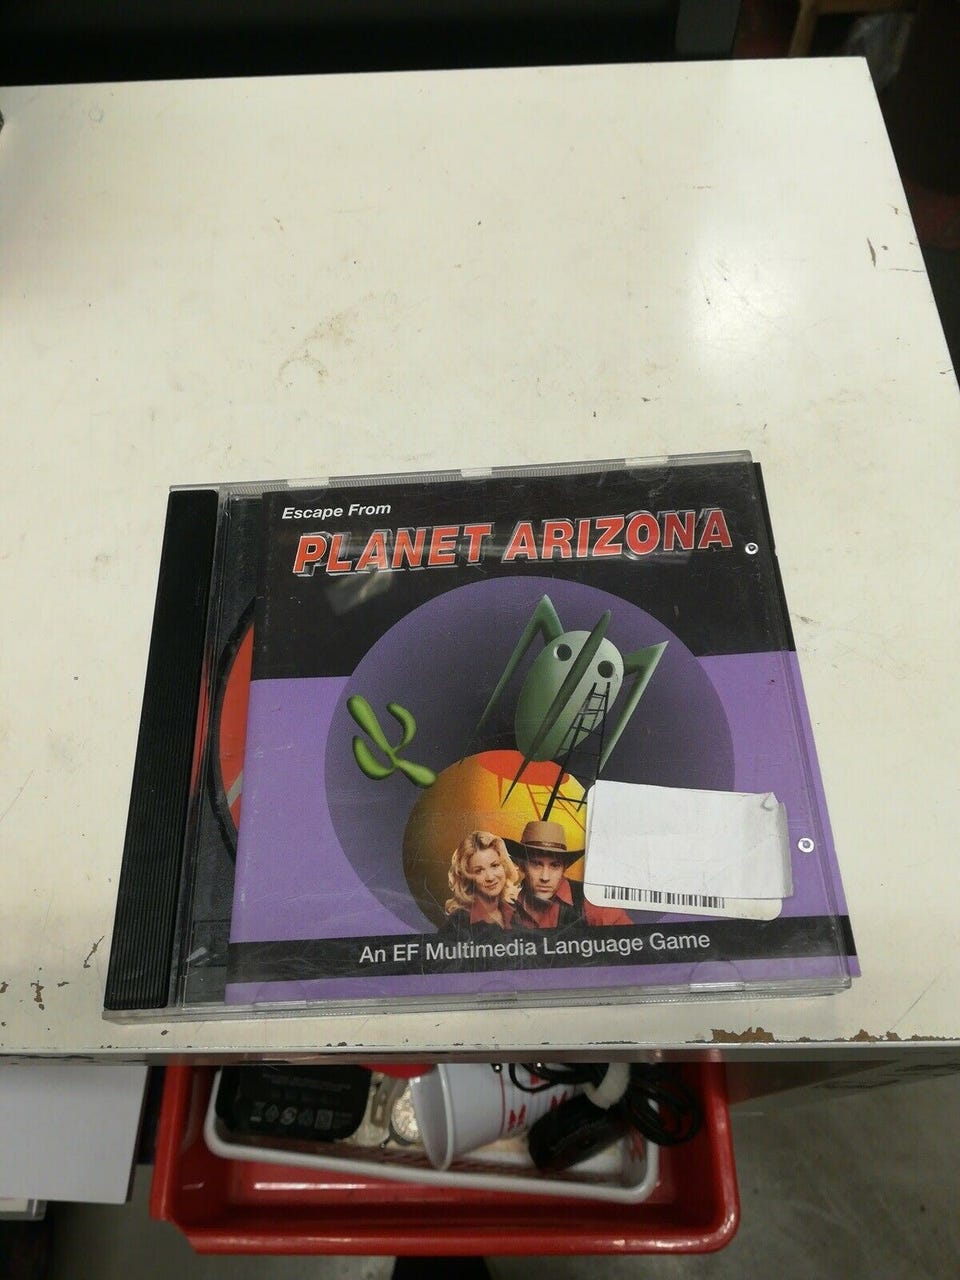 Escape From
PLANET ARIZONA
An EF Multimedia Language Game